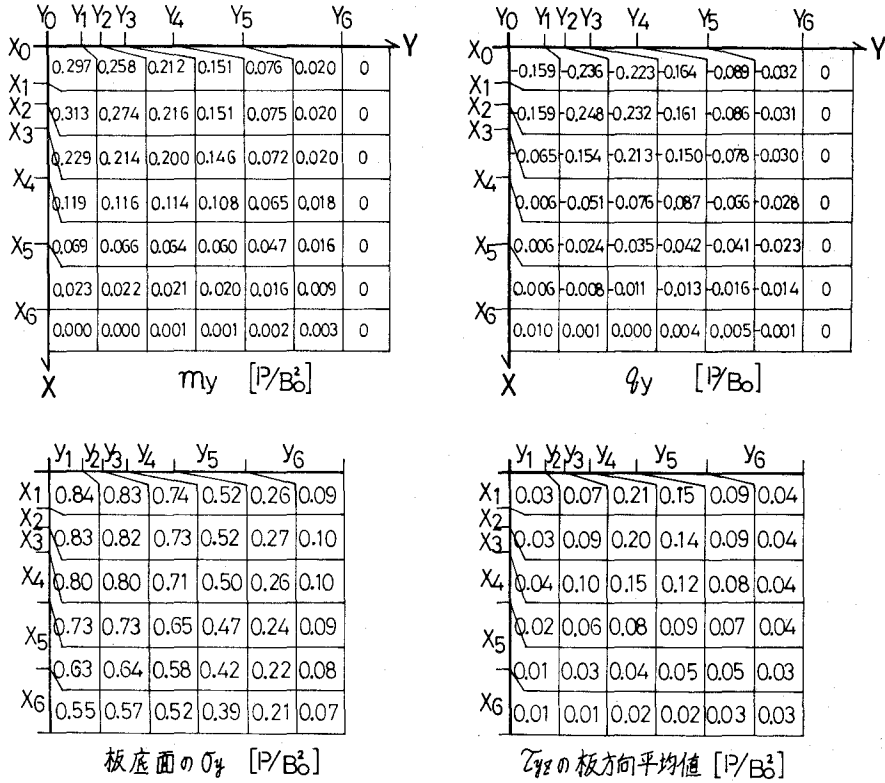 Y0 Y1 Y2 Y3 Y4 Y5 Y6
Y
X0 0.297 0.258 0.212 0.151 0.076 0.020 0
X1
X2 0.313 0.274 0.216 0.151 0.075 0.020 0
X3
0.229 0.214 0.200 0.146 0.072 0.020 0
X4
0.119 0.116 0.114 0.108 0.065 0.018 0
X5 0.069 0.066 0.064 0.060 0.047 0.016 0
0.023 0.022 0.021 0.020 0.016 0.009 0
X6
0.000 0.000 0.001 0.001 0.002 0.003 0
X
my [P/B0²]
Y0 Y1 Y2 Y3 Y4 Y5 Y6
Y
X0 -0.159 -0.236 -0.223 -0.164 -0.089 -0.032 0
X1
X2 -0.159 -0.248 -0.232 -0.161 -0.086 -0.031 0
X3
-0.065 -0.154 -0.213 -0.150 -0.078 -0.030 0
X4
0.006 -0.051 -0.076 -0.087 -0.066 -0.028 0
X5 0.006 -0.024 -0.035 -0.042 -0.041 -0.023 0
0.006 -0.008 -0.011 -0.013 -0.016 -0.014 0
X6
0.010 0.001 0.000 0.004 0.005 -0.001 0
X
qy [P/B0]
y1 y2 y3 y4 y5 y6
X1 0.84 0.83 0.74 0.52 0.26 0.09
X2
X3 0.83 0.82 0.73 0.52 0.27 0.10
X4 0.80 0.80 0.71 0.50 0.26 0.10
0.73 0.73 0.65 0.47 0.24 0.09
X5
0.63 0.64 0.58 0.42 0.22 0.08
X6 0.55 0.57 0.52 0.39 0.21 0.07
板底面のσy [P/B0²]
Y1 Y2 Y3 Y4 Y5 Y6
X1 0.03 0.07 0.21 0.15 0.09 0.04
X2
X3 0.03 0.09 0.20 0.14 0.09 0.04
X4 0.04 0.10 0.15 0.12 0.08 0.04
0.02 0.06 0.08 0.09 0.07 0.04
X5
0.01 0.03 0.04 0.05 0.05 0.03
X6 0.01 0.01 0.02 0.02 0.03 0.03
τyzの板方向平均値 [P/B0²]